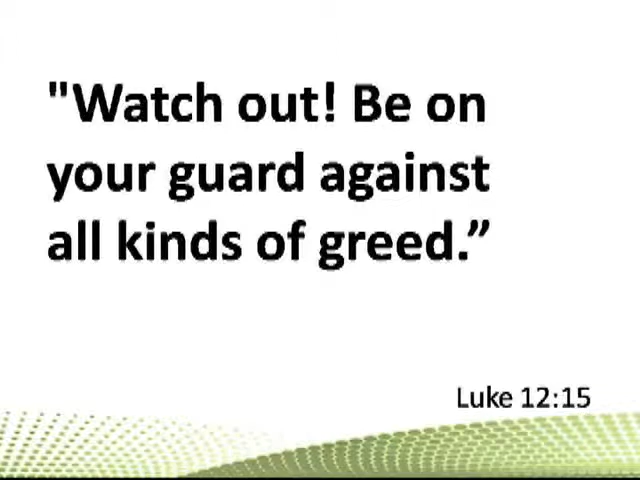 "Watch out! Be on
your guard against
all kinds of greed.”
Luke 12:15